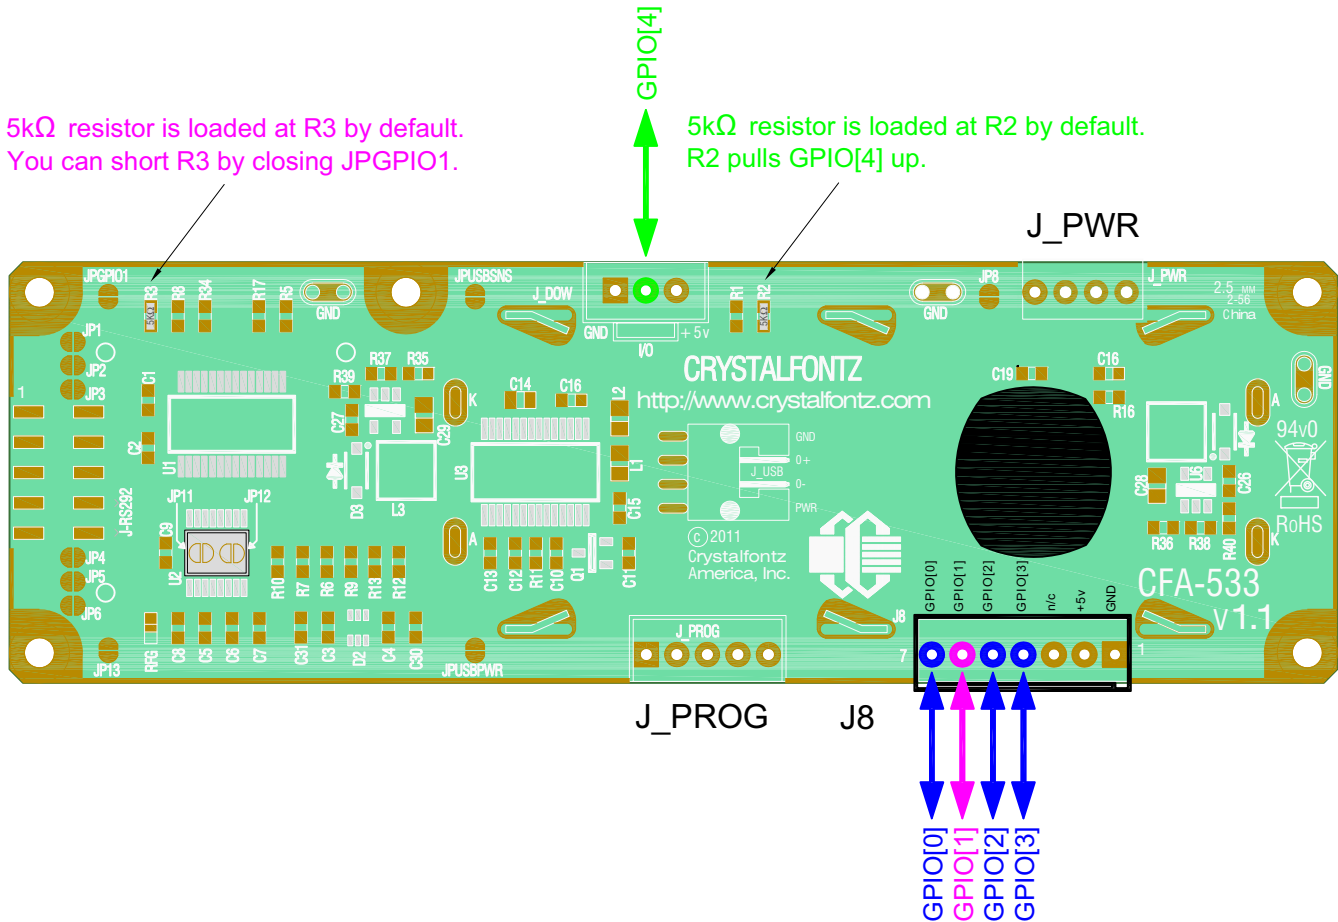 GPIO[4]
5kΩ resistor is loaded at R3 by default.
You can short R3 by closing JPGPIO1.
5kΩ resistor is loaded at R2 by default.
R2 pulls GPIO[4] up.
J_PWR
JPGPIO1
R3
5KΩ
R8
R34
R17
R5
GND
JPUSBSNS
J_DOW
GND
I/O
+5v
R1
R2
5KΩ
GND
JP8
J_PWR
2.5 MM
2-56
China
JP1
JP2
JP3
1
C1
C2
U1
R37
R35
R39
C27
C29
K
C14
C16
L2
CRYSTALFONTZ
http://www.crystalfontz.com
C19
C16
R16
A
GND
94v0
J-RS292
JP11
JP12
C9
U2
D3
L3
U3
L1
C15
GND
0+
J_USB
0-
PWR
C28
U6
C26
RoHS
R36
R38
R40
K
JP4
JP5
JP6
R10
R7
R6
R9
R13
R12
A
C13
C12
R11
C10
Q1
C11
© 2011
Crystalfontz
America, Inc.
GPIO[0]
GPIO[1]
GPIO[2]
GPIO[3]
n/c
+5v
GND
CFA-533
v1.1
JP13
RFG
C8
C5
C6
C7
C31
C3
D2
C4
C30
JPUSBPWR
J_PROG
J8
7
1
J_PROG
J8
GPIO[0]
GPIO[1]
GPIO[2]
GPIO[3]